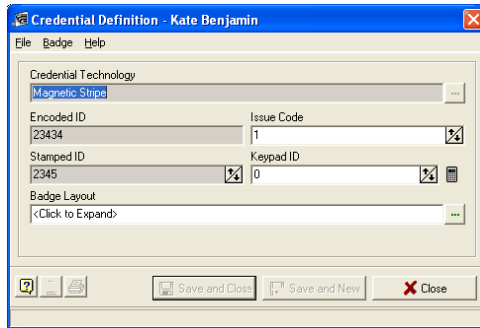 Credential Definition - Kate Benjamin
File Badge Help
Credential Technology
Magnetic Stripe
...
Encoded ID Issue Code
23434 1
Stamped ID Keypad ID
2345 0
Badge Layout
<Click to Expand>
...
Save and Close Save and New Close